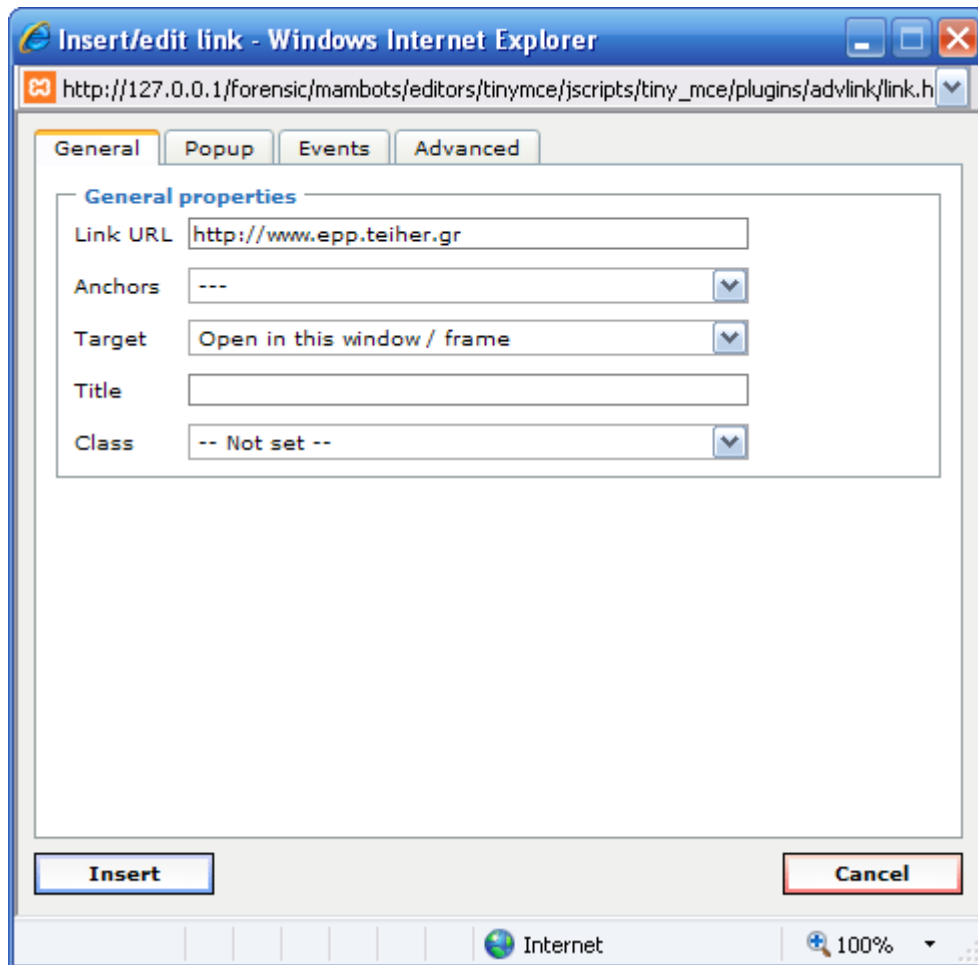 Insert/edit link - Windows Internet Explorer
http://127.0.0.1/forensic/mambots/editors/tinymce/jscripts/tiny_mce/plugins/advlink/link.h
General Popup Events Advanced
General properties
Link URL http://www.epp.teiher.gr
Anchors ---
Target Open in this window / frame
Title
Class -- Not set --
Insert Cancel
Internet 100%